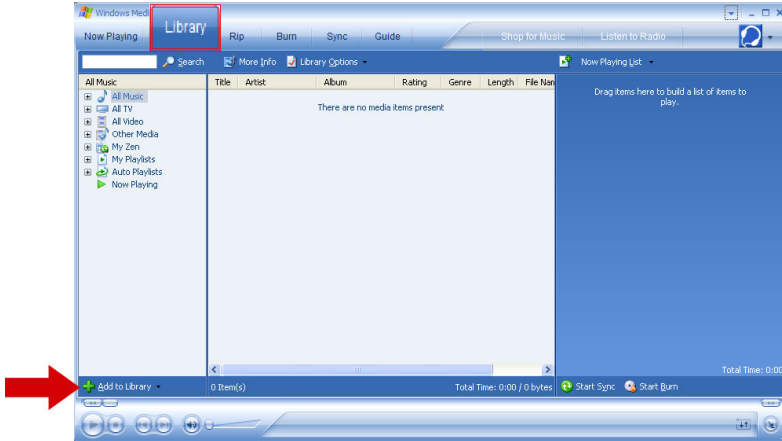 Windows Medi
Now Playing Library Rip Burn Sync Guide Shop for Music Listen to Radio
Search More Info Library Options Now Playing List
All Music Title Artist Album Rating Genre Length File Nam
There are no media items present
Drag items here to build a list of items to
play.
All Music
All TV
All Video
Other Media
My Zen
My Playlists
Auto Playlists
Now Playing
Total Time: 0:00
Add to Library 0 Item(s) Total Time: 0:00 / 0 bytes Start Sync Start Burn